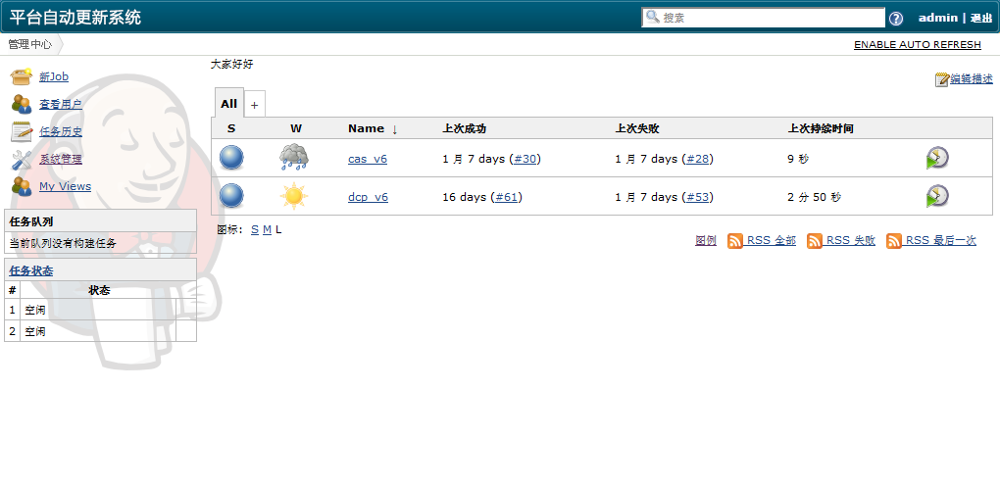 平台自动更新系统
搜索
admin | 退出
管理中心
ENABLE AUTO REFRESH
新Job
查看用户
任务历史
系统管理
My Views
任务队列
当前队列没有构建任务
任务状态
# 状态
1 空闲
2 空闲
大家好好
编辑描述
All +
S W Name ↓ 上次成功 上次失败 上次持续时间
cas_v6 1 月 7 days (#30) 1 月 7 days (#28) 9 秒
dcp_v6 16 days (#61) 1 月 7 days (#53) 2 分 50 秒
图标: S M L
图例 RSS 全部 RSS 失败 RSS 最后一次